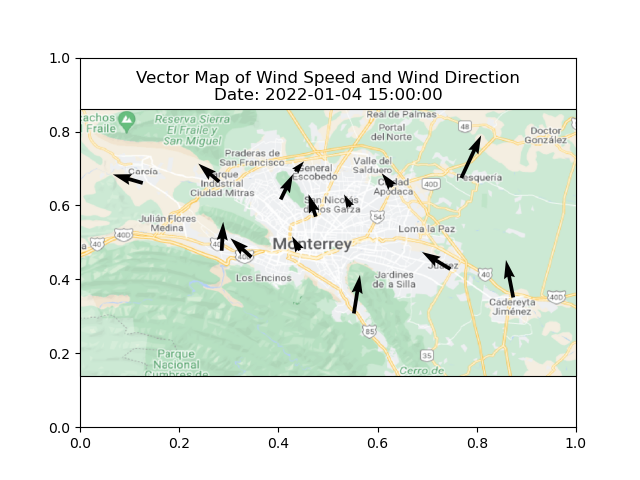 1.0
Vector Map of Wind Speed and Wind Direction
Date: 2022-01-04 15:00:00
achos
Fraile
Reserva Sierra
El Fraile y
San Miguel
Real de Palmas
Portal
del Norte
48
Doctor
González
0.8
Praderas de
San Francisco
General
Escobedo
Valle del
Salduero
García
Parque
Industrial
Ciudad Mitras
Ciudad
Apodaca
40D
Pesquería
0.6
San Nicolás
de los Garza
54
Julián Flores
Medina
Loma la Paz
40
40D
40
Monterrey
0.4
Los Encinos
Jardines
de la Silla
Juárez
40
40D
Cadereyta
Jiménez
85
0.2
Parque
Nacional
Cumbres de
35
Cerro de
0.0
0.0 0.2 0.4 0.6 0.8 1.0